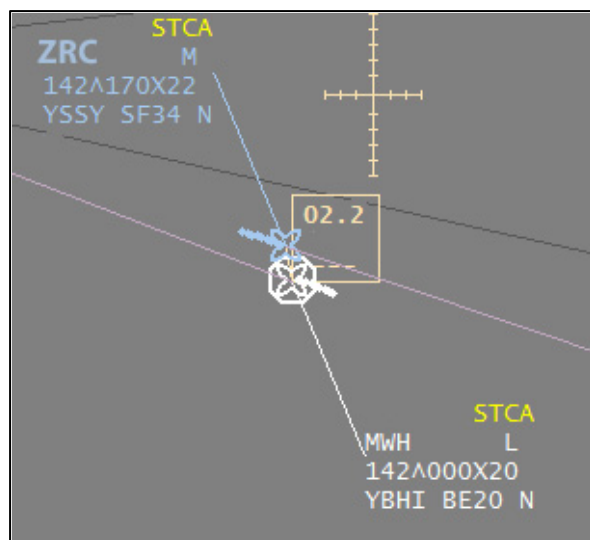 STCA
ZRC M
142^170X22
YSSY SF34 N
02.2
STCA
MWH L
142^000X20
YBHI BE20 N